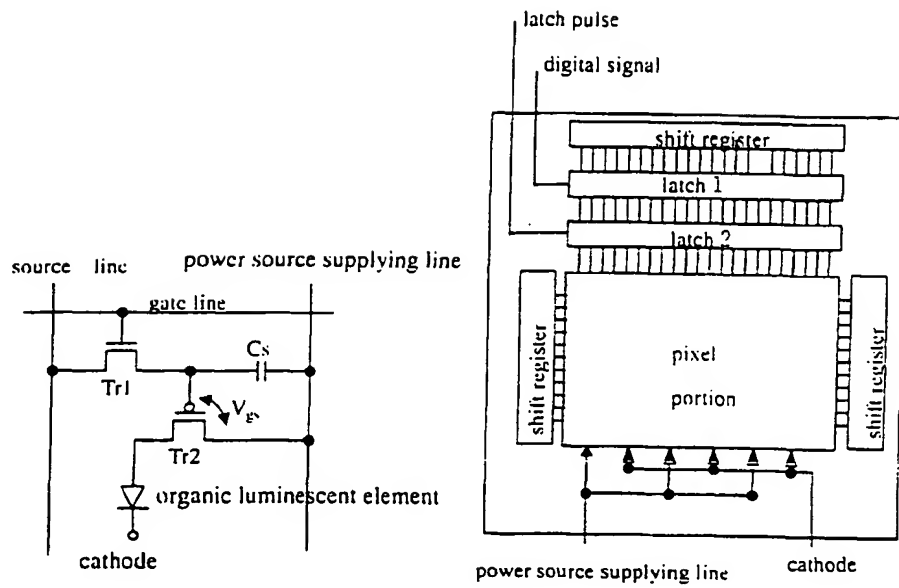 latch pulse
digital signal
shift register
latch 1
latch 2
source line
power source supplying line
gate line
Cs
Tr1
Vgs
Tr2
organic luminescent element
cathode
shift register
pixel
portion
shift register
power source supplying line
cathode